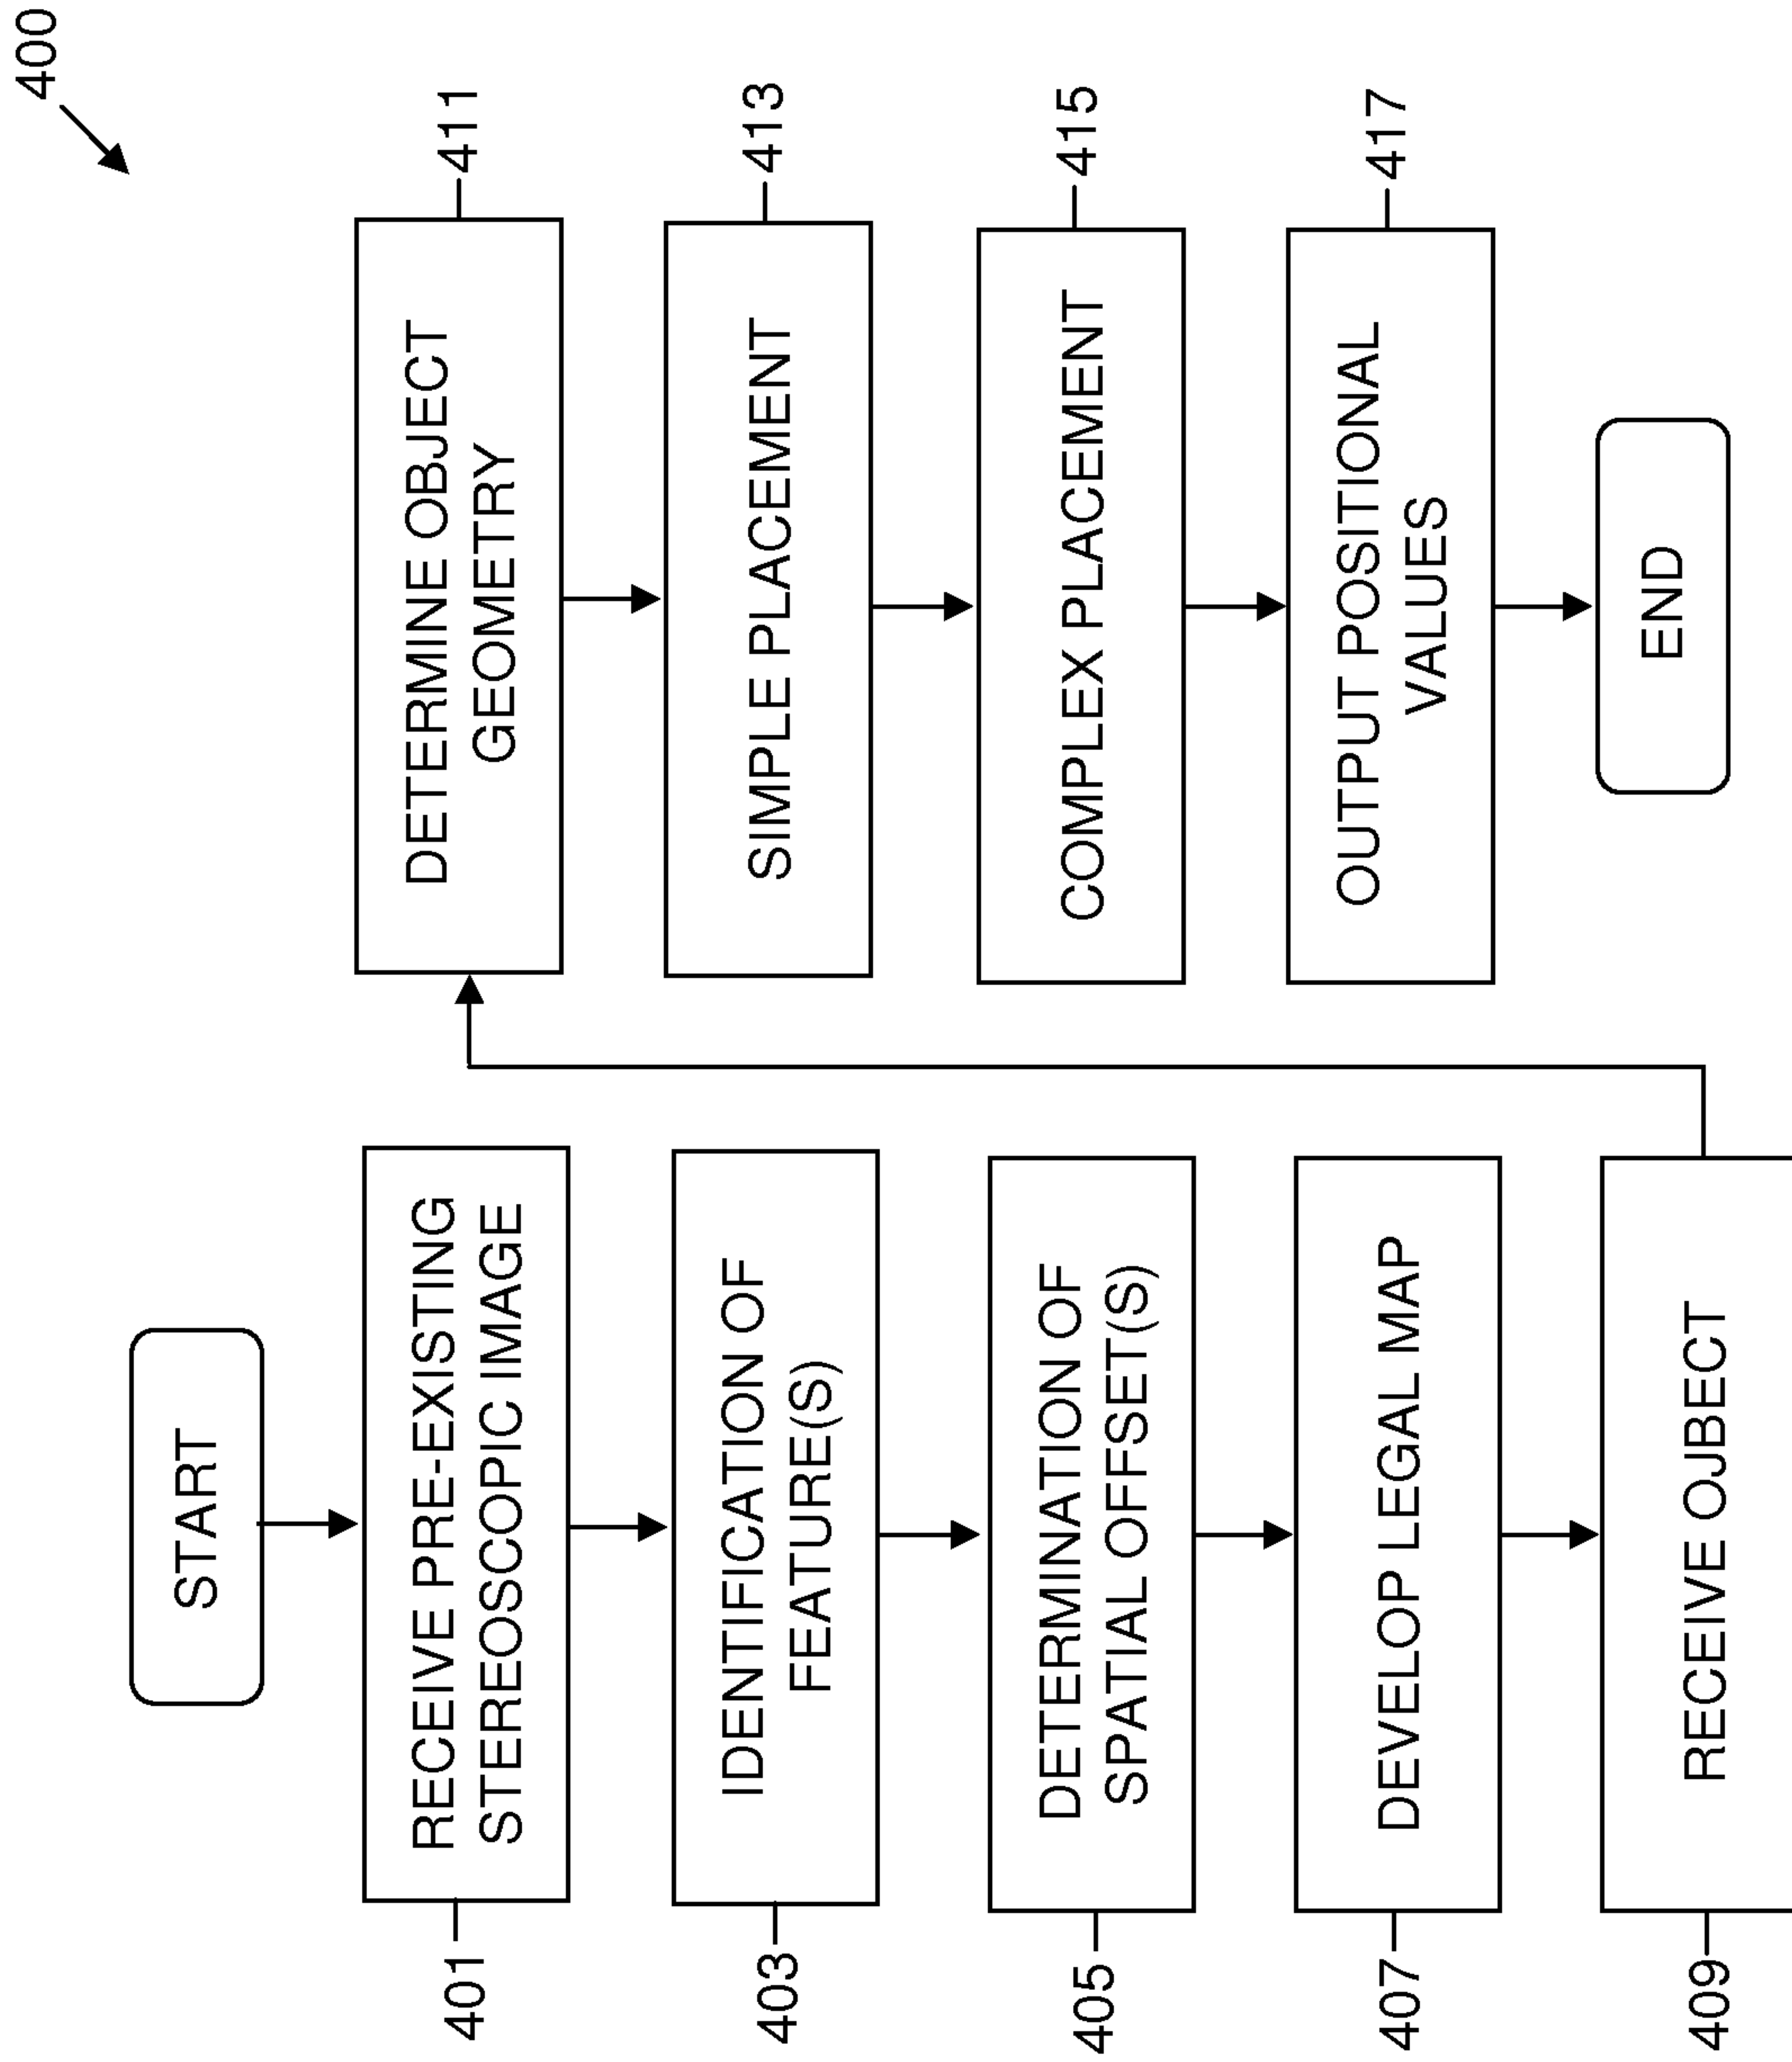 400
START
401
RECEIVE PRE-EXISTING
STEREOSCOPIC IMAGE
403
IDENTIFICATION OF
FEATURE(S)
405
DETERMINATION OF
SPATIAL OFFSET(S)
407
DEVELOP LEGAL MAP
409
RECEIVE OJBECT
411
DETERMINE OBJECT
GEOMETRY
413
SIMPLE PLACEMENT
415
COMPLEX PLACEMENT
417
OUTPUT POSITIONAL
VALUES
END